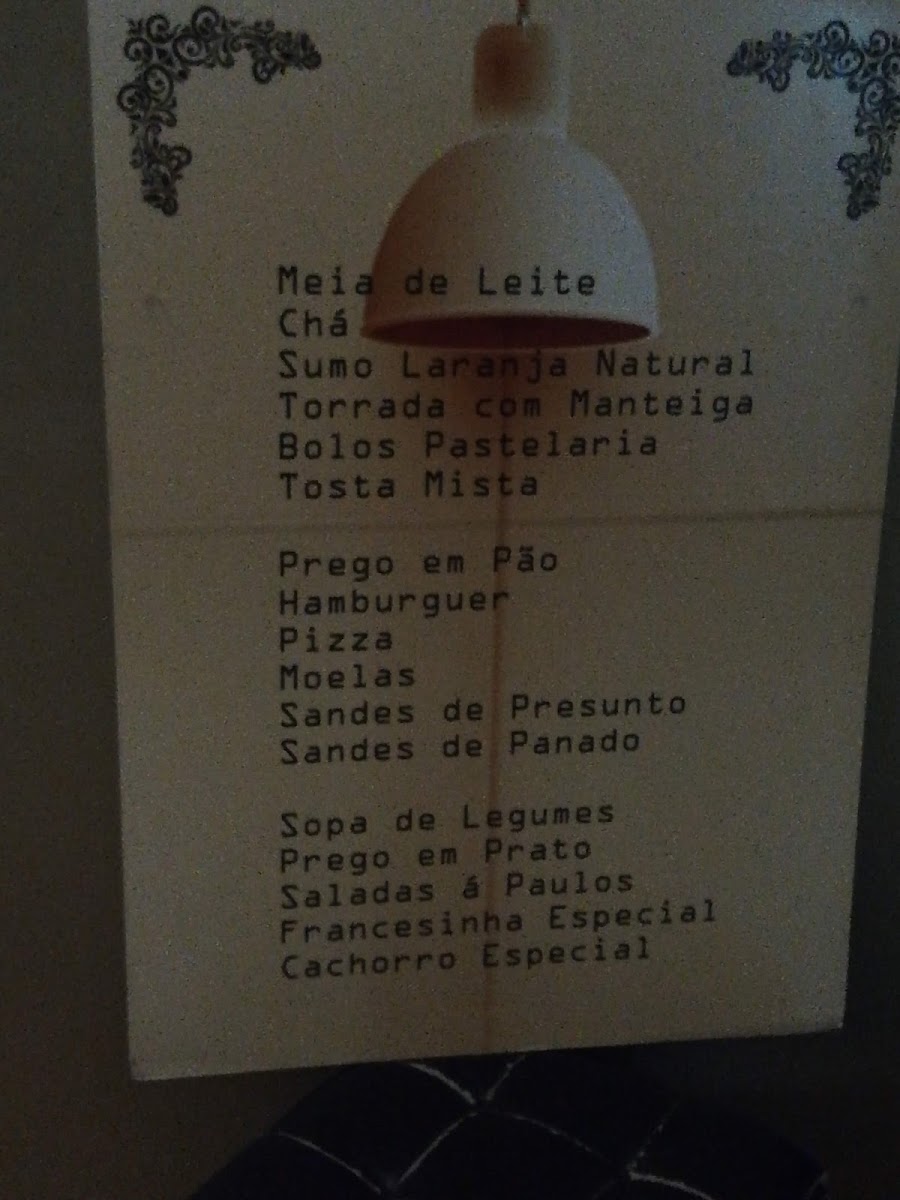 Meia de Leite
Chá
Sumo Laranja Natural
Torrada com Manteiga
Bolos Pastelaria
Tosta Mista
Prego em Pão
Hamburguer
Pizza
Moelas
Sandes de Presunto
Sandes de Panado
Sopa de Legumes
Prego em Prato
Saladas á Paulos
Francesinha Especial
Cachorro Especial